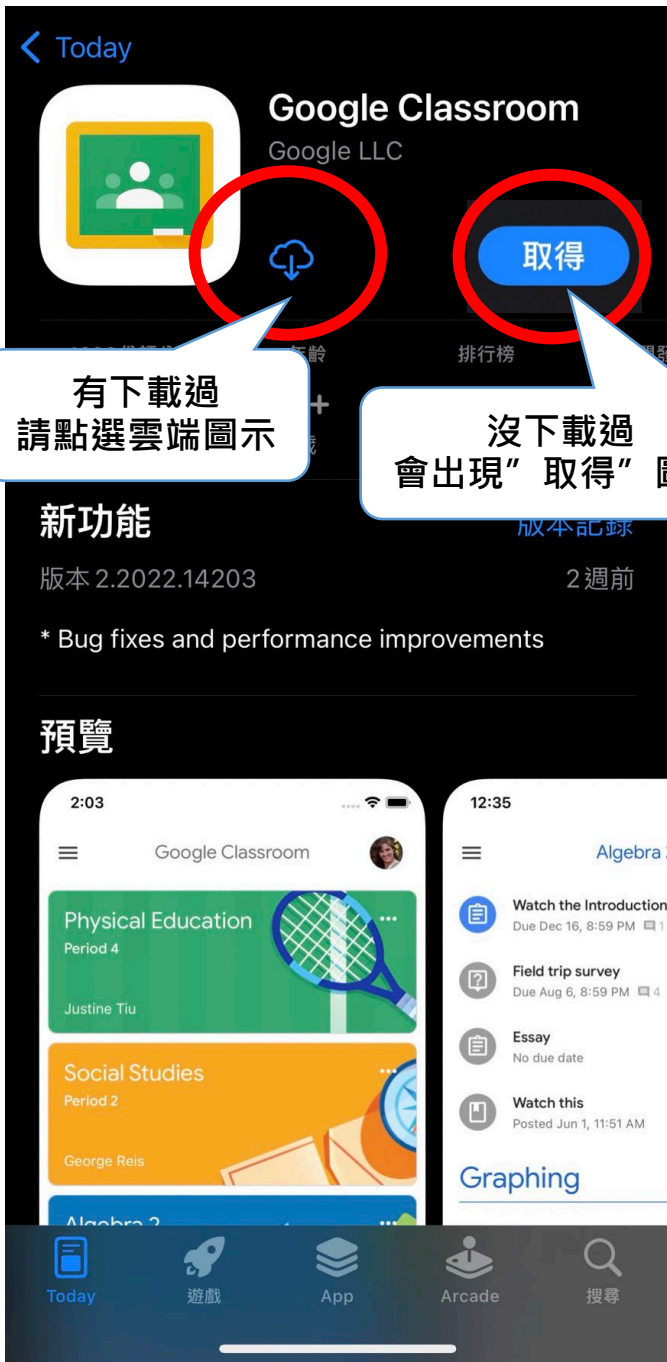 Today
Google Classroom
Google LLC
取得
年齡
排行榜
有下載過
請點選雲端圖示
+
沒下載過
會出現”取得”
新功能
版本記錄
版本 2.2022.14203
2 週前
* Bug fixes and performance improvements
預覽
2:03
Google Classroom
Physical Education
Period 4
Justine Tiu
Social Studies
Period 2
George Reis
Algebra 2
12:35
Algebra
Watch the Introduction
Due Dec 16, 8:59 PM 1
Field trip survey
Due Aug 6, 8:59 PM 4
Essay
No due date
Watch this
Posted Jun 1, 11:51 AM
Graphing
Today
遊戲
App
Arcade
搜尋